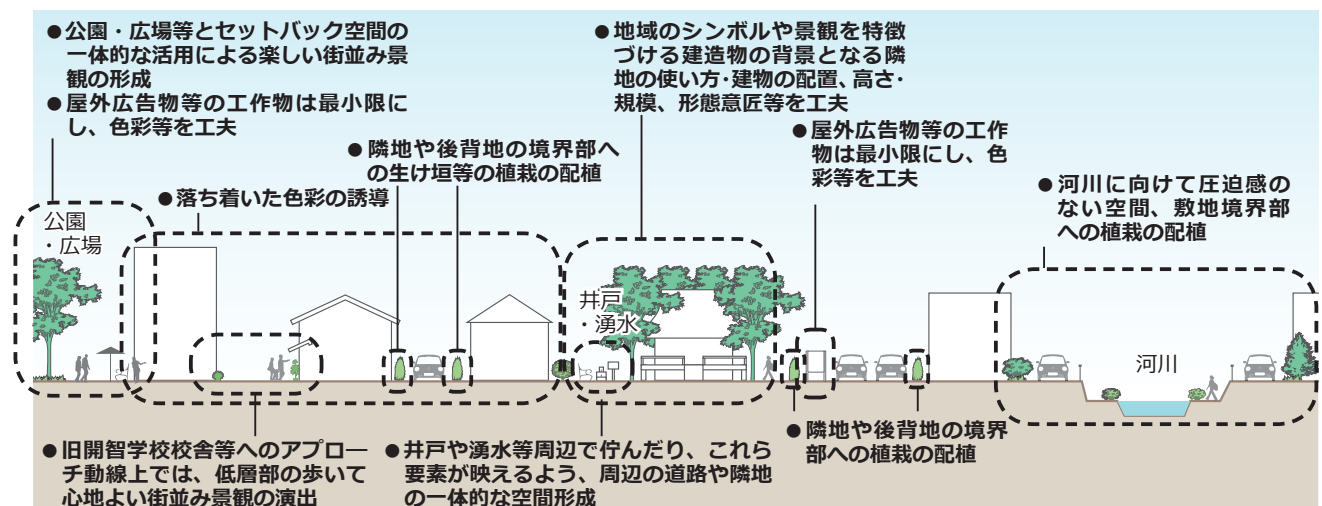 ●公園・広場等とセットバック空間の
一体的な活用による楽しい街並み景
観の形成
●屋外広告物等の工作物は最小限に
し、色彩等を工夫
●地域のシンボルや景観を特徴
づける建造物の背景となる隣
地の使い方・建物の配置、高さ・
規模、形態意匠等を工夫
●隣地や後背地の境界部へ
の生け垣等の植栽の配植
●屋外広告物等の工作
物は最小限にし、色
彩等を工夫
●落ち着いた色彩の誘導
●河川に向けて圧迫感の
ない空間、敷地境界部
への植栽の配植
公園
・広場
井戸
・湧水
河川
●旧開智学校校舎等へのアプロー
チ動線上では、低層部の歩いて
心地よい街並み景観の演出
●井戸や湧水等周辺で佇んだり、これら
要素が映えるよう、周辺の道路や隣地
の一体的な空間形成
●隣地や後背地の境界
部への植栽の配植